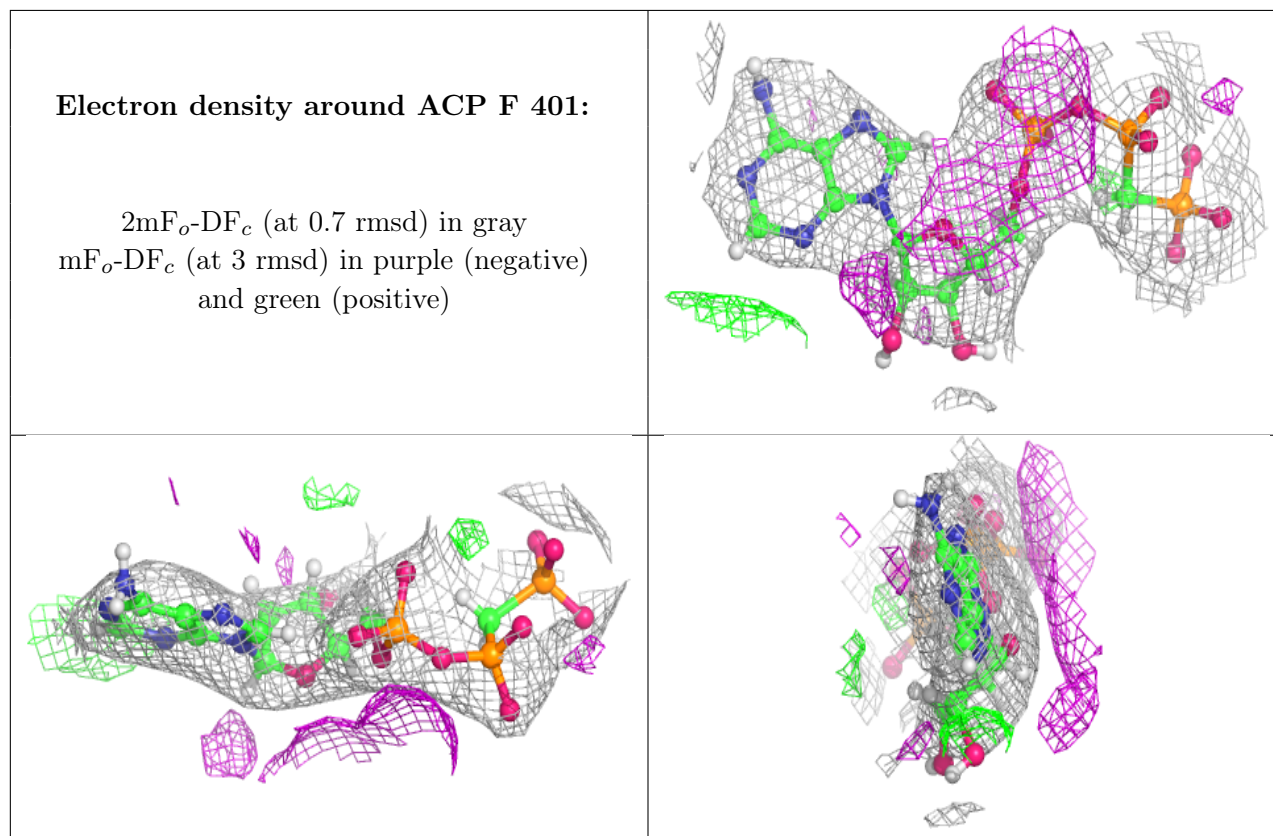 Electron density around ACP F 401:
2mFo-DFc (at 0.7 rmsd) in gray
mFo-DFc (at 3 rmsd) in purple (negative)
and green (positive)